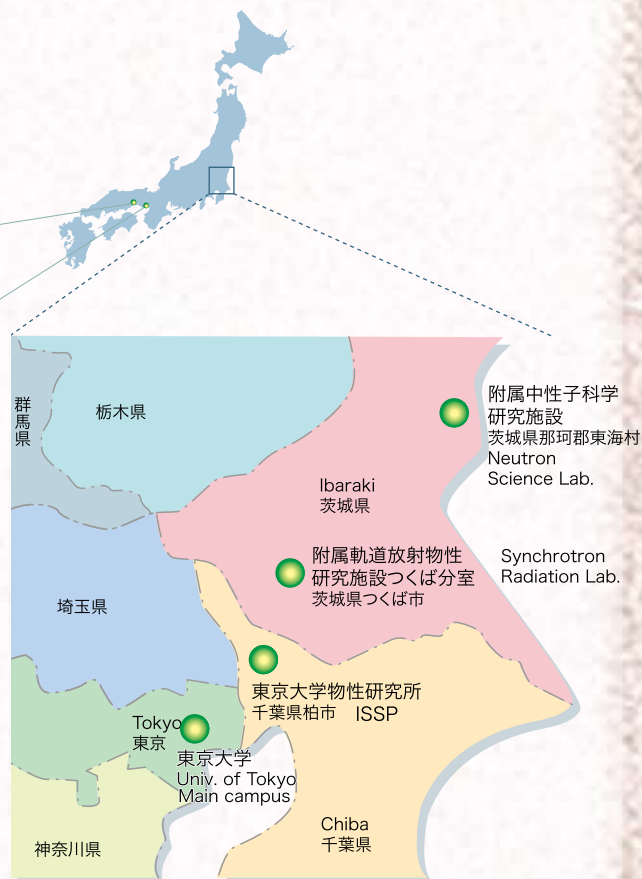 群馬県
栃木県
附属中性子科学
研究施設
茨城県那珂郡東海村
Neutron
Science Lab.
Ibaraki
茨城県
附属軌道放射物性
研究施設つくば分室
茨城県つくば市
Synchrotron
Radiation Lab.
埼玉県
東京大学物性研究所
千葉県柏市 ISSP
Tokyo
東京
東京大学
Univ. of Tokyo
Main campus
Chiba
千葉県
神奈川県